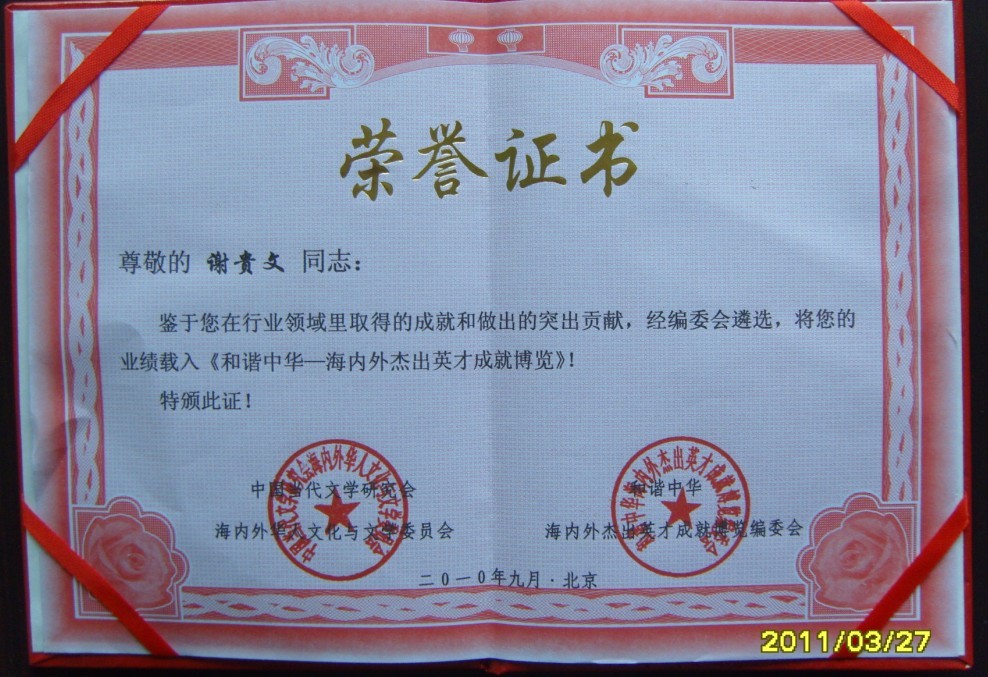 荣誉证书
尊敬的 谢贵文 同志：
鉴于您在行业领域里取得的成就和做出的突出贡献，经编委会遴选，将您的
业绩载入《和谐中华—海内外杰出英才成就博览》！
特颁此证！
中国当代文学研究会
海内外华人文化与文学委员会
和谐中华
海内外杰出英才成就博览编委会
二０一０年九月·北京
2011/03/27